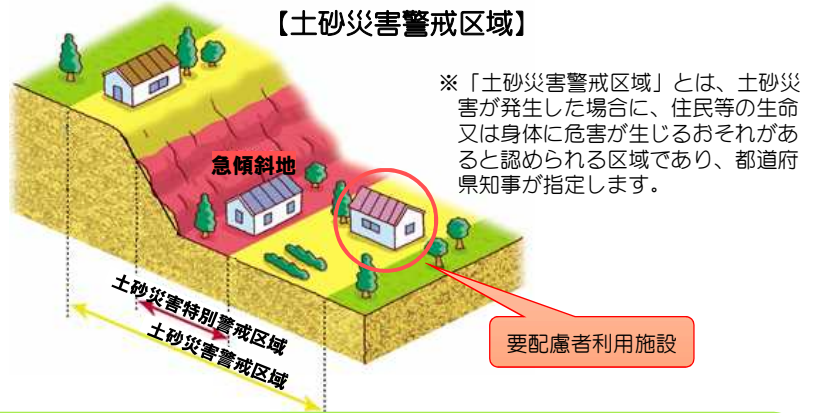 【土砂災害警戒区域】
※「土砂災害警戒区域」とは、土砂災
害が発生した場合に、住民等の生命
又は身体に危害が生じるおそれがあ
ると認められる区域であり、都道府
県知事が指定します。
急傾斜地
土砂災害特別警戒区域
土砂災害警戒区域
要配慮者利用施設